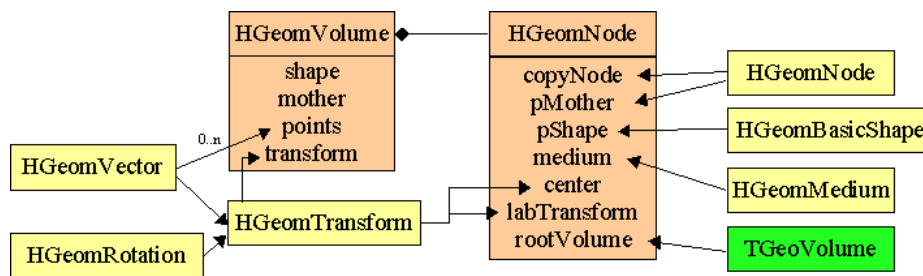 HGeomVolume
shape
mother
points
transform
0..n
HGeomVector
HGeomRotation
HGeomTransform
HGeomNode
copyNode
pMother
pShape
medium
center
labTransform
rootVolume
HGeomNode
HGeomBasicShape
HGeomMedium
TGeoVolume